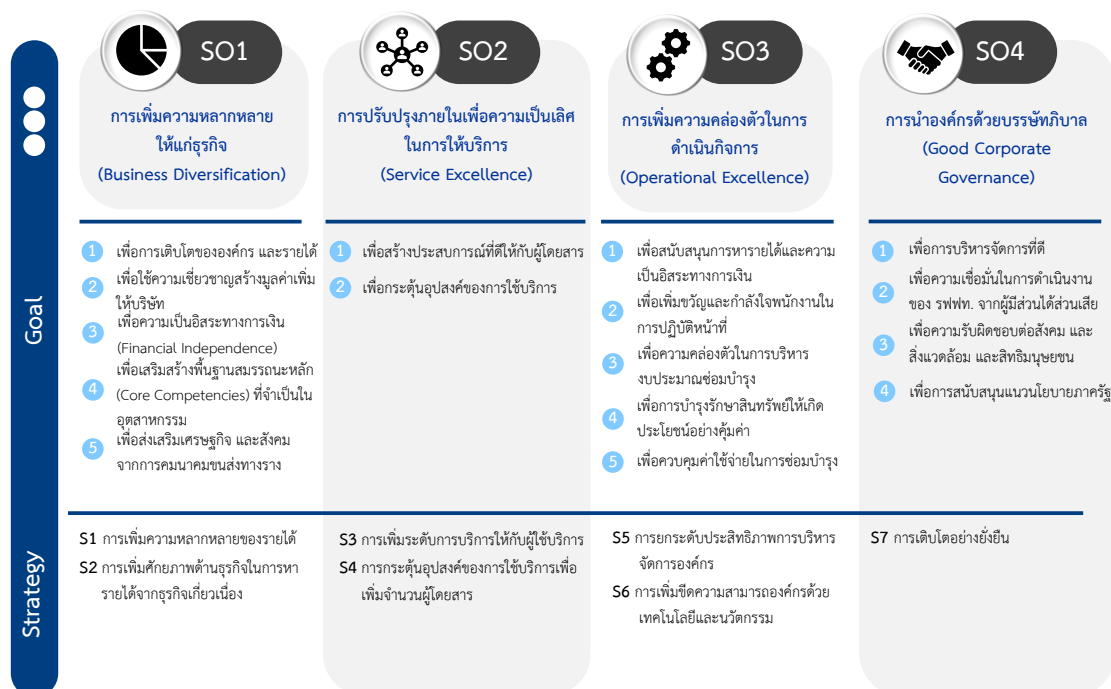 SO1
การเพิ่มความหลากหลาย
ให้แก่ธุรกิจ
(Business Diversification)
SO2
การปรับปรุงภายในเพื่อความเป็นเลิศ
ในการให้บริการ
(Service Excellence)
SO3
การเพิ่มความคล่องตัวในการ
ดำเนินกิจการ
(Operational Excellence)
SO4
การนำองค์กรด้วยบรรษัทภิบาล
(Good Corporate
Governance)
Goal
1 เพื่อการเติบโตขององค์กร และรายได้
2 เพื่อใช้ความเชี่ยวชาญสร้างมูลค่าเพิ่ม
ให้บริษัท
3 เพื่อความเป็นอิสระทางการเงิน
(Financial Independence)
4 เพื่อเสริมสร้างพื้นฐานสมรรถนะหลัก
(Core Competencies) ที่จำเป็นใน
อุตสาหกรรม
5 เพื่อส่งเสริมเศรษฐกิจ และสังคม
จากการคมนาคมขนส่งทางราง
1 เพื่อสร้างประสบการณ์ที่ดีให้กับผู้โดยสาร
2 เพื่อกระตุ้นอุปสงค์ของการใช้บริการ
1 เพื่อสนับสนุนการหารายได้และความ
เป็นอิสระทางการเงิน
2 เพื่อเพิ่มขวัญและกำลังใจพนักงานใน
การปฏิบัติหน้าที่
3 เพื่อความคล่องตัวในการบริหาร
งบประมาณซ่อมบำรุง
4 เพื่อการบำรุงรักษาสินทรัพย์ให้เกิด
ประโยชน์อย่างคุ้มค่า
5 เพื่อควบคุมค่าใช้จ่ายในการซ่อมบำรุง
1 เพื่อการบริหารจัดการที่ดี
2 เพื่อความเชื่อมั่นในการดำเนินงาน
ของ รฟฟท. จากผู้มีส่วนได้ส่วนเสีย
3 เพื่อความรับผิดชอบต่อสังคม และ
สิ่งแวดล้อม และสิทธิมนุษยชน
4 เพื่อการสนับสนุนแนวนโยบายภาครัฐ
Strategy
S1 การเพิ่มความหลากหลายของรายได้
S2 การเพิ่มศักยภาพด้านธุรกิจในการหา
รายได้จากธุรกิจเกี่ยวเนื่อง
S3 การเพิ่มระดับการบริการให้กับผู้ใช้บริการ
S4 การกระตุ้นอุปสงค์ของการใช้บริการเพื่อ
เพิ่มจำนวนผู้โดยสาร
S5 การยกระดับประสิทธิภาพการบริหาร
จัดการองค์กร
S6 การเพิ่มขีดความสามารถองค์กรด้วย
เทคโนโลยีและนวัตกรรม
S7 การเติบโตอย่างยั่งยืน